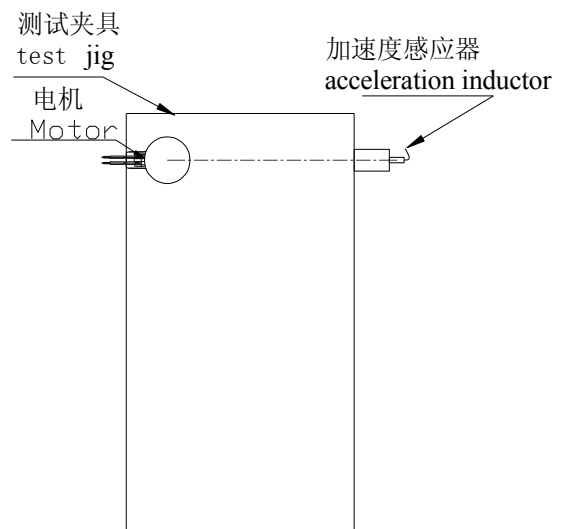 测试夹具
test jig
电机
Motor
加速度感应器
acceleration inductor